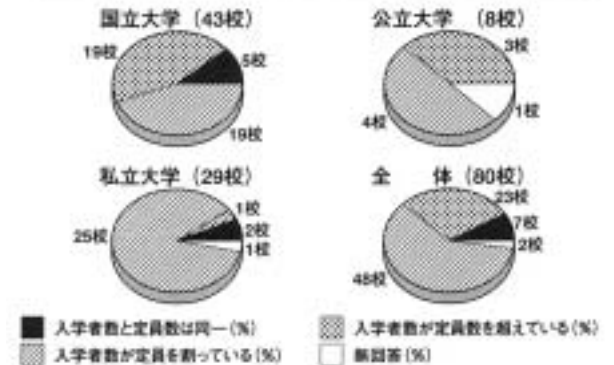 国立大学（43校）
19校
5校
19校
公立大学（8校）
3校
1校
4校
私立大学（29校）
1校
25校
2校
1校
全　体（80校）
23校
7校
2校
48校
入学者数と定員数は同一（％）
入学者数が定員数を超えている（％）
入学者数が定員を割っている（％）
無回答（％）